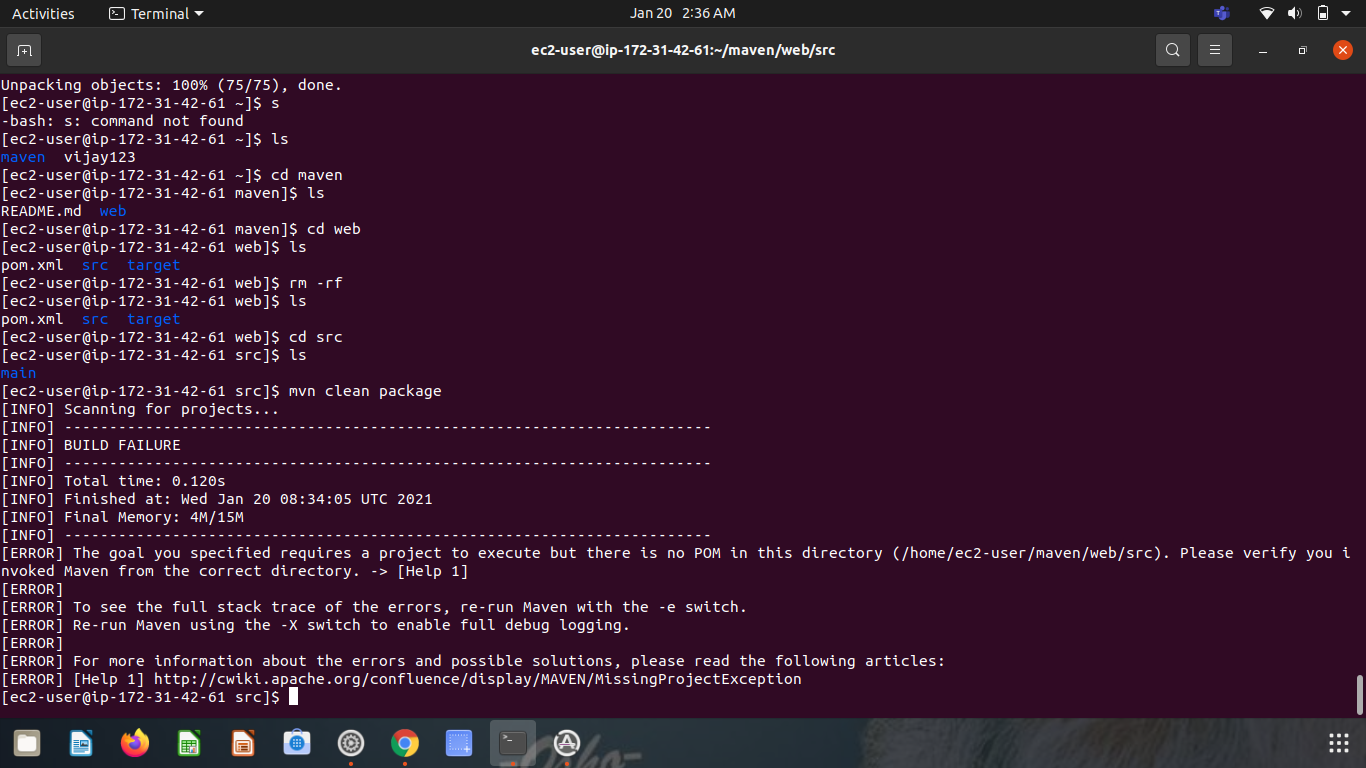 Activities
Terminal
Jan 20 2:36 AM
ec2-user@ip-172-31-42-61:~/maven/web/src
Unpacking objects: 100% (75/75), done.
[ec2-user@ip-172-31-42-61 ~]$ s
-bash: s: command not found
[ec2-user@ip-172-31-42-61 ~]$ ls
maven  vijay123
[ec2-user@ip-172-31-42-61 ~]$ cd maven
[ec2-user@ip-172-31-42-61 maven]$ ls
README.md  web
[ec2-user@ip-172-31-42-61 maven]$ cd web
[ec2-user@ip-172-31-42-61 web]$ ls
pom.xml  src  target
[ec2-user@ip-172-31-42-61 web]$ rm -rf
[ec2-user@ip-172-31-42-61 web]$ ls
pom.xml  src  target
[ec2-user@ip-172-31-42-61 web]$ cd src
[ec2-user@ip-172-31-42-61 src]$ ls
main
[ec2-user@ip-172-31-42-61 src]$ mvn clean package
[INFO] Scanning for projects...
[INFO] ------------------------------------------------------------------------
[INFO] BUILD FAILURE
[INFO] ------------------------------------------------------------------------
[INFO] Total time: 0.120s
[INFO] Finished at: Wed Jan 20 08:34:05 UTC 2021
[INFO] Final Memory: 4M/15M
[INFO] ------------------------------------------------------------------------
[ERROR] The goal you specified requires a project to execute but there is no POM in this directory (/home/ec2-user/maven/web/src). Please verify you i
nvoked Maven from the correct directory. -> [Help 1]
[ERROR]
[ERROR] To see the full stack trace of the errors, re-run Maven with the -e switch.
[ERROR] Re-run Maven using the -X switch to enable full debug logging.
[ERROR]
[ERROR] For more information about the errors and possible solutions, please read the following articles:
[ERROR] [Help 1] http://cwiki.apache.org/confluence/display/MAVEN/MissingProjectException
[ec2-user@ip-172-31-42-61 src]$